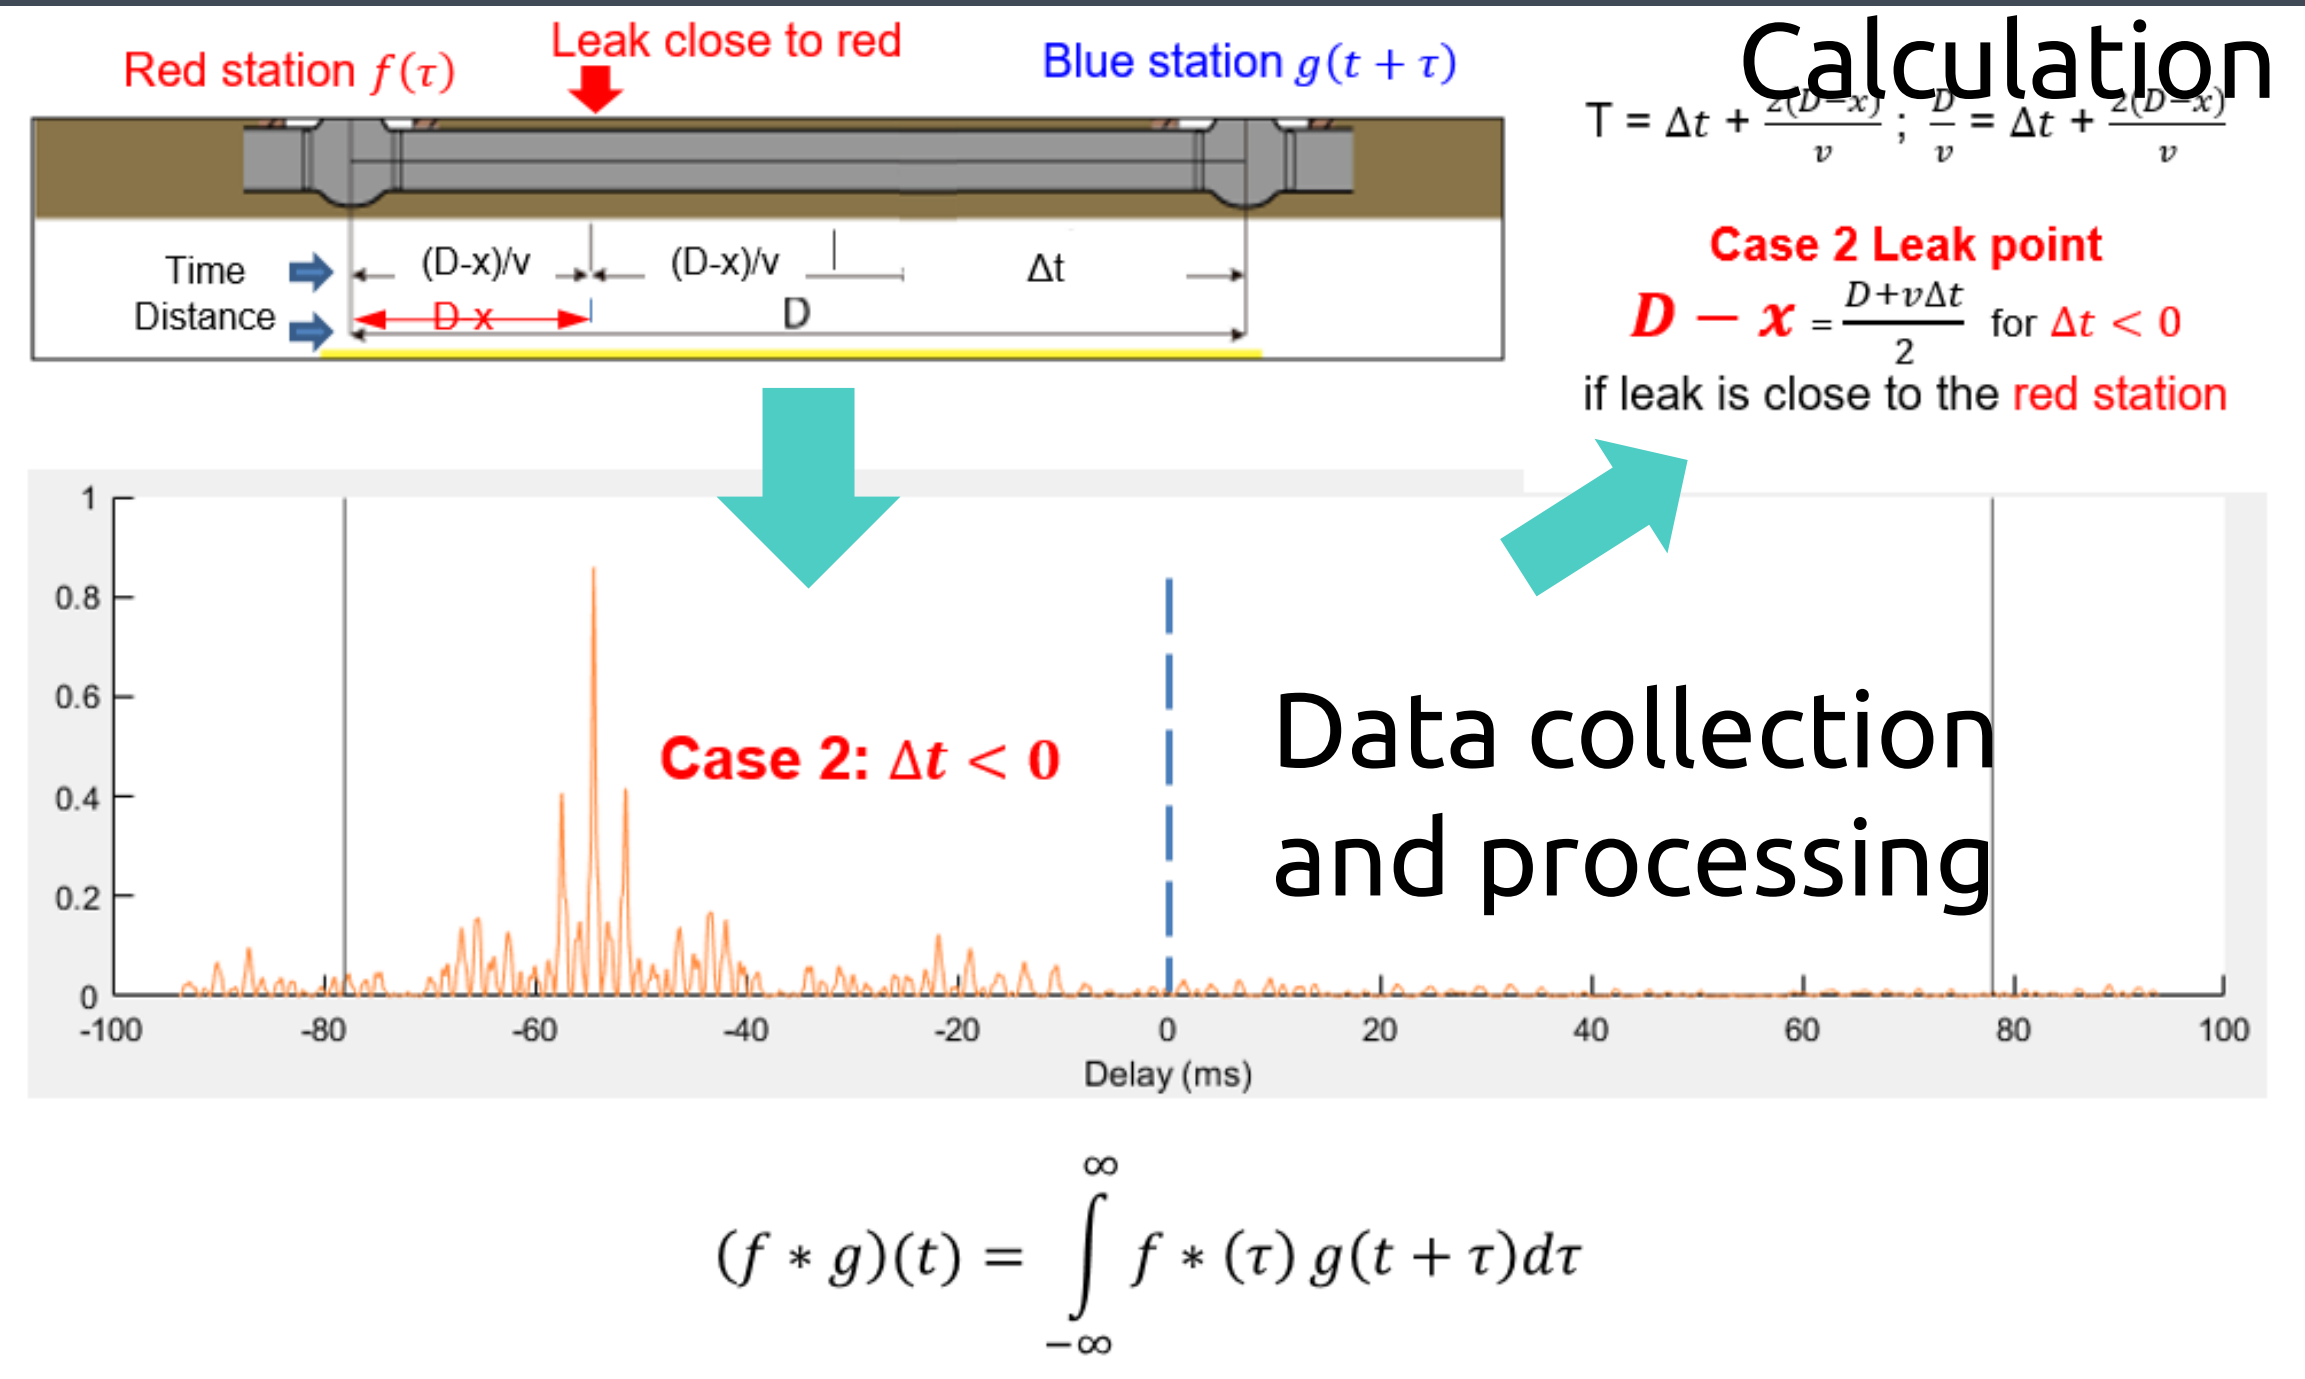 Leak close to red
Red station f(τ)
Blue station g(t + τ)
Time (D-x)/v (D-x)/v Δt
Distance D-x D
Calculation
T = Δt + 2(D−x)/v ; D/v = Δt + 2(D−x)/v
Case 2 Leak point
D − x = D+vΔt/2 for Δt < 0
if leak is close to the red station
1
0.8
0.6
0.4
0.2
0
Case 2: Δt < 0
Data collection
and processing
-100 -80 -60 -40 -20 0 20 40 60 80 100
Delay (ms)
(f ∗ g)(t) = ∫_{−∞}^{∞} f ∗ (τ) g(t + τ)dτ